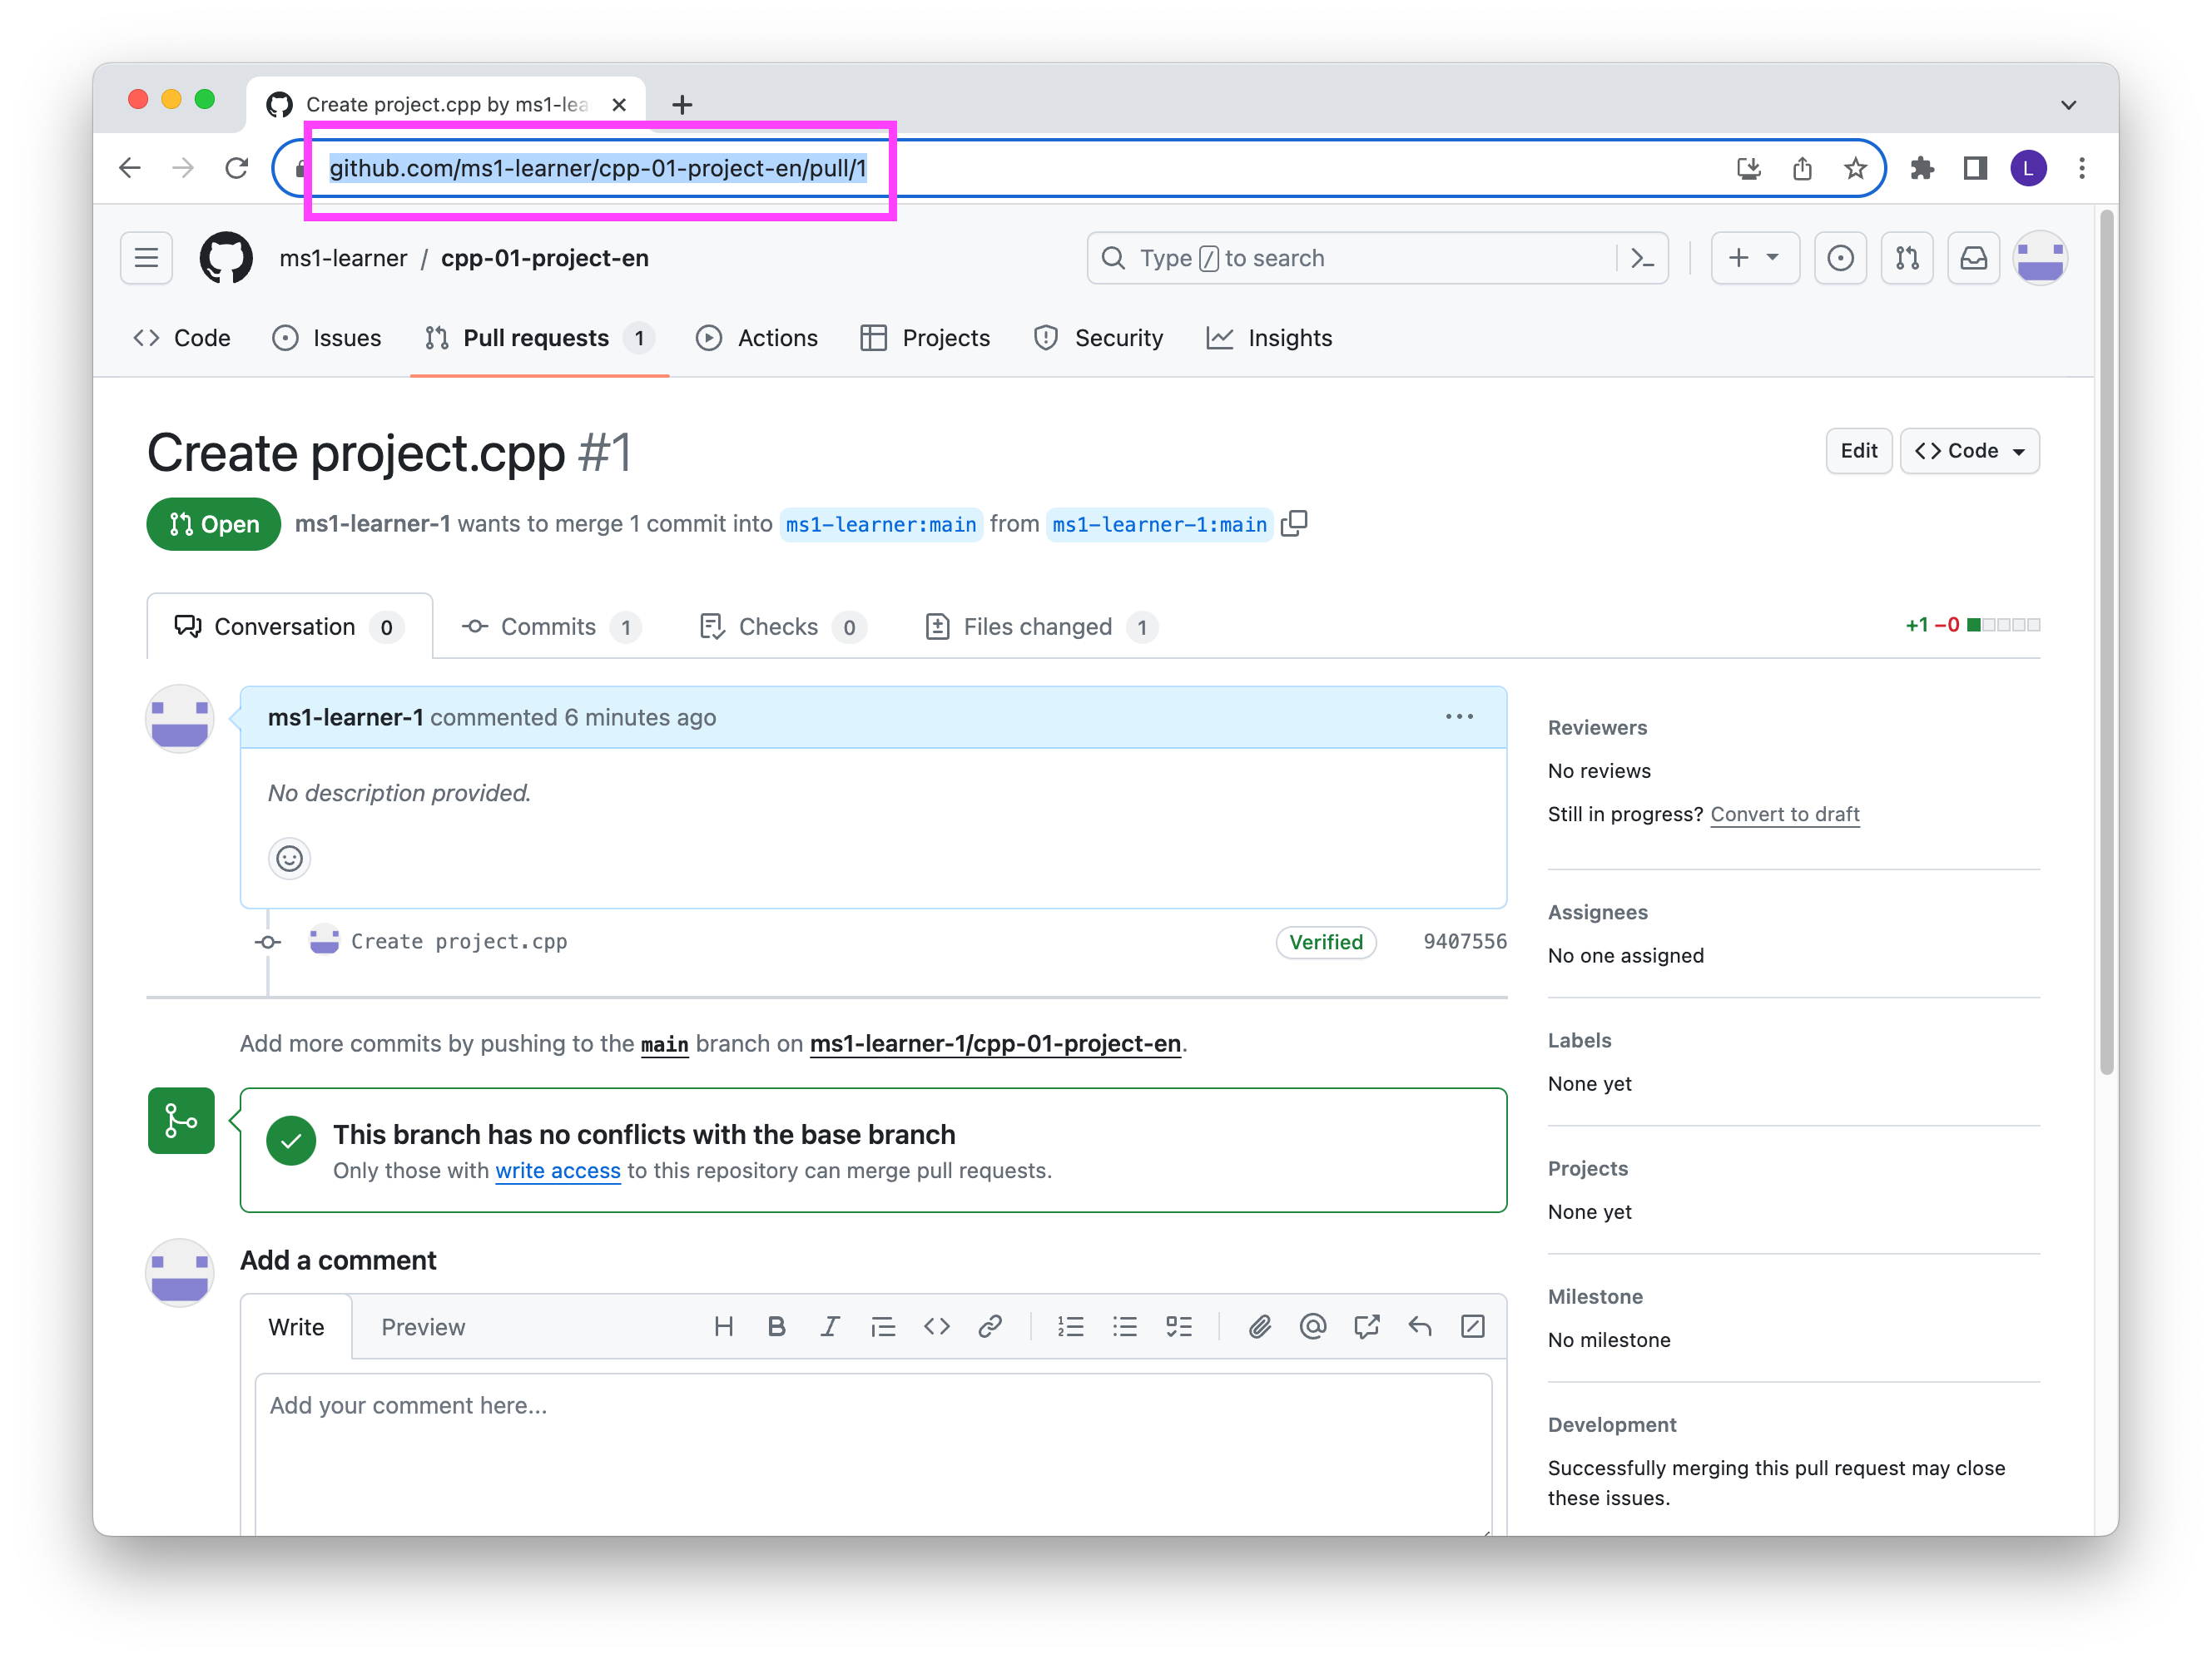 Create project.cpp by ms1-lea
github.com/ms1-learner/cpp-01-project-en/pull/1
L
ms1-learner / cpp-01-project-en
Type / to search
Code Issues Pull requests 1 Actions Projects Security Insights
Create project.cpp #1
Edit Code
Open ms1-learner-1 wants to merge 1 commit into ms1-learner:main from ms1-learner-1:main
Conversation 0 Commits 1 Checks 0 Files changed 1
+1 −0
ms1-learner-1 commented 6 minutes ago
No description provided.
Create project.cpp Verified 9407556
Add more commits by pushing to the main branch on ms1-learner-1/cpp-01-project-en.
This branch has no conflicts with the base branch
Only those with write access to this repository can merge pull requests.
Add a comment
Write Preview
Add your comment here...
Reviewers
No reviews
Still in progress? Convert to draft
Assignees
No one assigned
Labels
None yet
Projects
None yet
Milestone
No milestone
Development
Successfully merging this pull request may close
these issues.